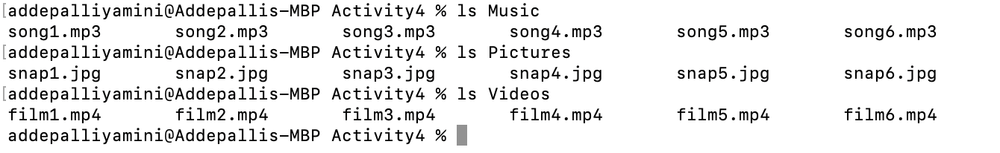 [addepalliyamini@Addepallis-MBP Activity4 % ls Music
song1.mp3 song2.mp3 song3.mp3 song4.mp3 song5.mp3 song6.mp3
[addepalliyamini@Addepallis-MBP Activity4 % ls Pictures
snap1.jpg snap2.jpg snap3.jpg snap4.jpg snap5.jpg snap6.jpg
[addepalliyamini@Addepallis-MBP Activity4 % ls Videos
film1.mp4 film2.mp4 film3.mp4 film4.mp4 film5.mp4 film6.mp4
addepalliyamini@Addepallis-MBP Activity4 %